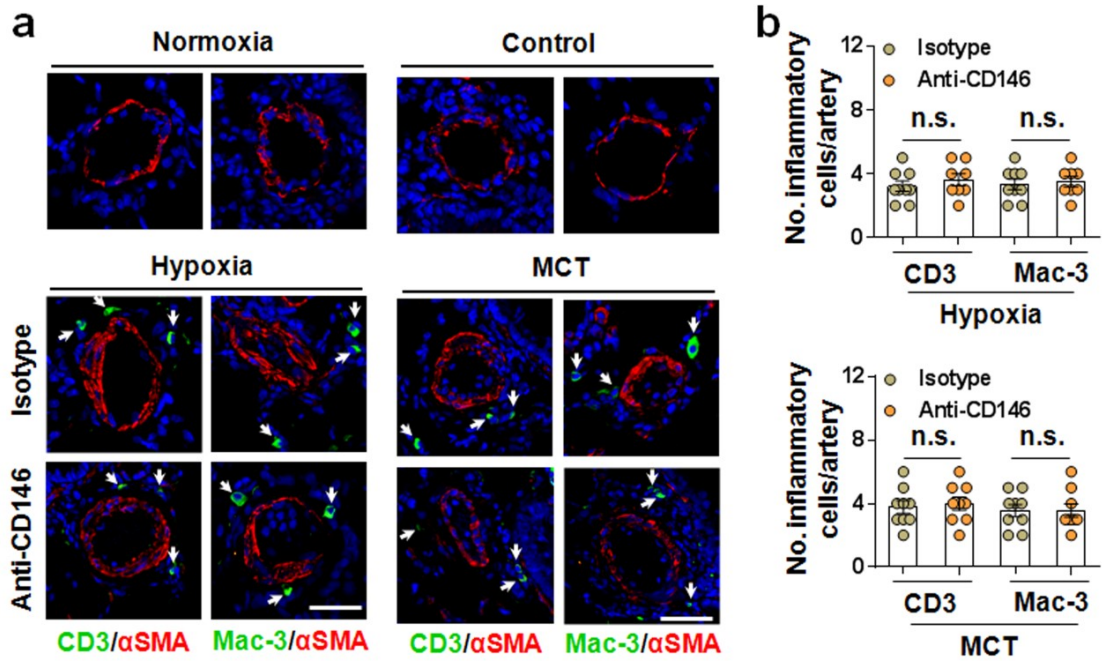 a
Normoxia
Control
Hypoxia
MCT
Isotype
Anti-CD146
CD3/αSMA
Mac-3/αSMA
CD3/αSMA
Mac-3/αSMA
b
No. inflammatory
cells/artery
12
8
4
0
Isotype
Anti-CD146
n.s.
n.s.
CD3
Mac-3
Hypoxia
No. inflammatory
cells/artery
12
8
4
0
Isotype
Anti-CD146
n.s.
n.s.
CD3
Mac-3
MCT